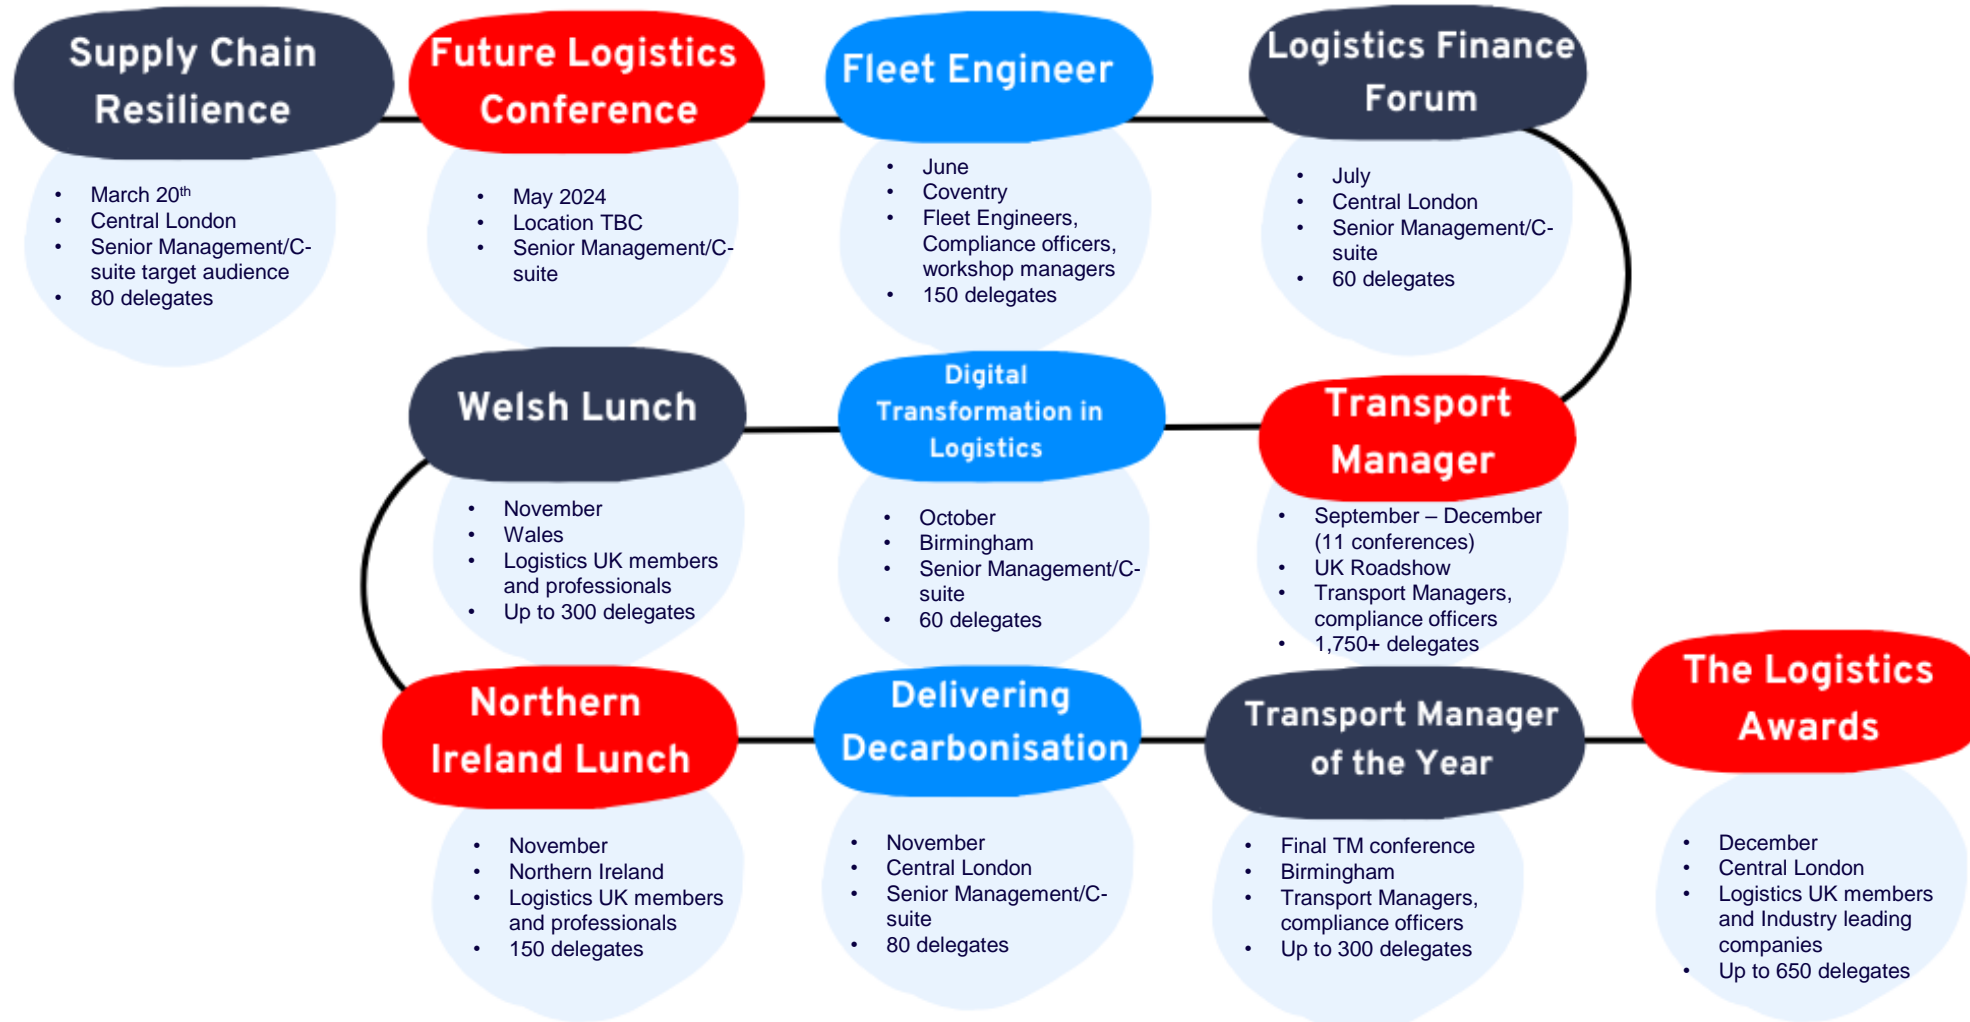 Supply Chain
Resilience
• March 20th
• Central London
• Senior Management/C-
suite target audience
• 80 delegates
Future Logistics
Conference
• May 2024
• Location TBC
• Senior Management/C-
suite
Fleet Engineer
• June
• Coventry
• Fleet Engineers,
Compliance officers,
workshop managers
• 150 delegates
Logistics Finance
Forum
• July
• Central London
• Senior Management/C-
suite
• 60 delegates
Transport
Manager
• September – December
(11 conferences)
• UK Roadshow
• Transport Managers,
compliance officers
• 1,750+ delegates
Digital
Transformation in
Logistics
• October
• Birmingham
• Senior Management/C-
suite
• 60 delegates
Welsh Lunch
• November
• Wales
• Logistics UK members
and professionals
• Up to 300 delegates
Northern
Ireland Lunch
• November
• Northern Ireland
• Logistics UK members
and professionals
• 150 delegates
Delivering
Decarbonisation
• November
• Central London
• Senior Management/C-
suite
• 80 delegates
Transport Manager
of the Year
• Final TM conference
• Birmingham
• Transport Managers,
compliance officers
• Up to 300 delegates
The Logistics
Awards
• December
• Central London
• Logistics UK members
and Industry leading
companies
• Up to 650 delegates